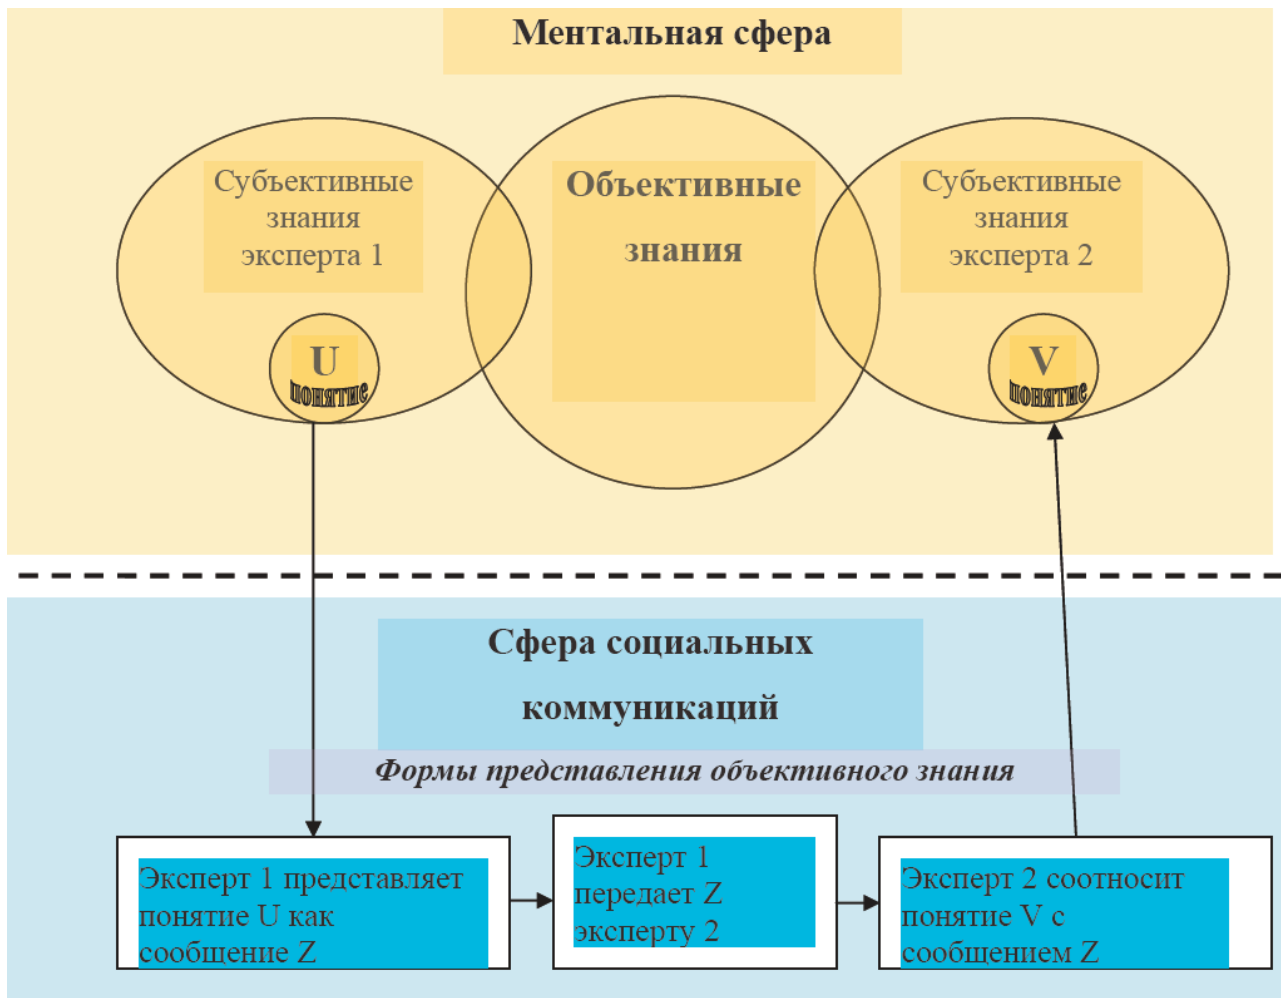 Ментальная сфера
Субъективные
знания
эксперта 1
Объективные
знания
Субъективные
знания
эксперта 2
U
понятие
V
понятие
Сфера социальных
коммуникаций
Формы представления объективного знания
Эксперт 1 представляет
понятие U как
сообщение Z
Эксперт 1
передает Z
эксперту 2
Эксперт 2 соотносит
понятие V с
сообщением Z